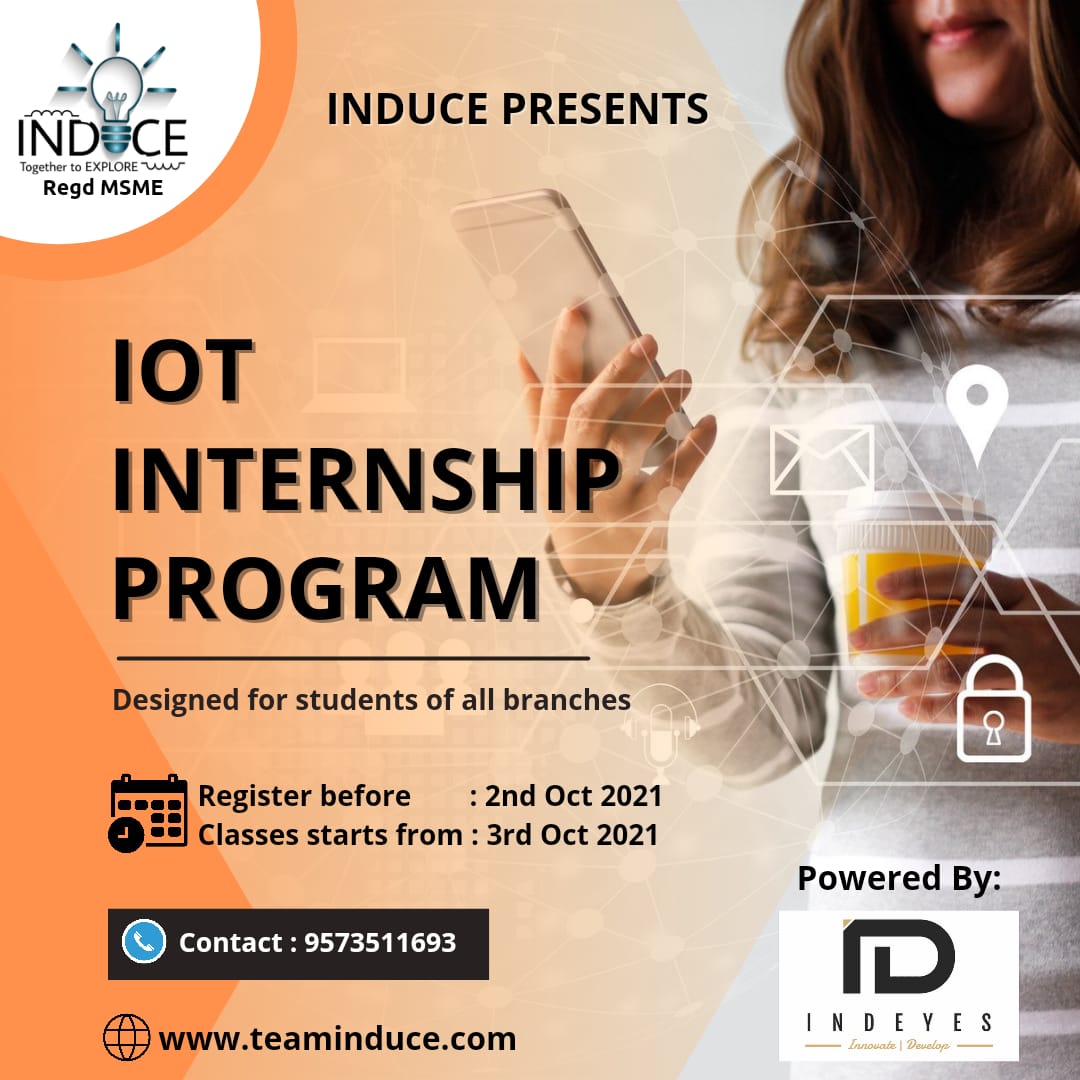 INDUCE
Together to EXPLORE
Regd MSME
INDUCE PRESENTS
IOT
INTERNSHIP
PROGRAM
Designed for students of all branches
Register before : 2nd Oct 2021
Classes starts from : 3rd Oct 2021
Contact : 9573511693
www.teaminduce.com
Powered By:
ID
INDEYES
Innovate | Develop